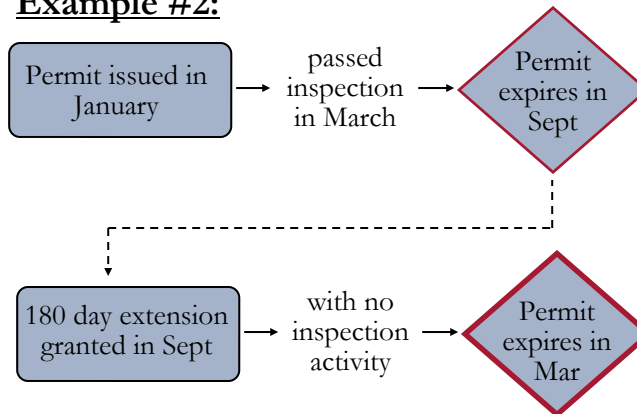 Example #2:
Permit issued in
January
passed
inspection
in March
Permit
expires in
Sept
180 day extension
granted in Sept
with no
inspection
activity
Permit
expires in
Mar